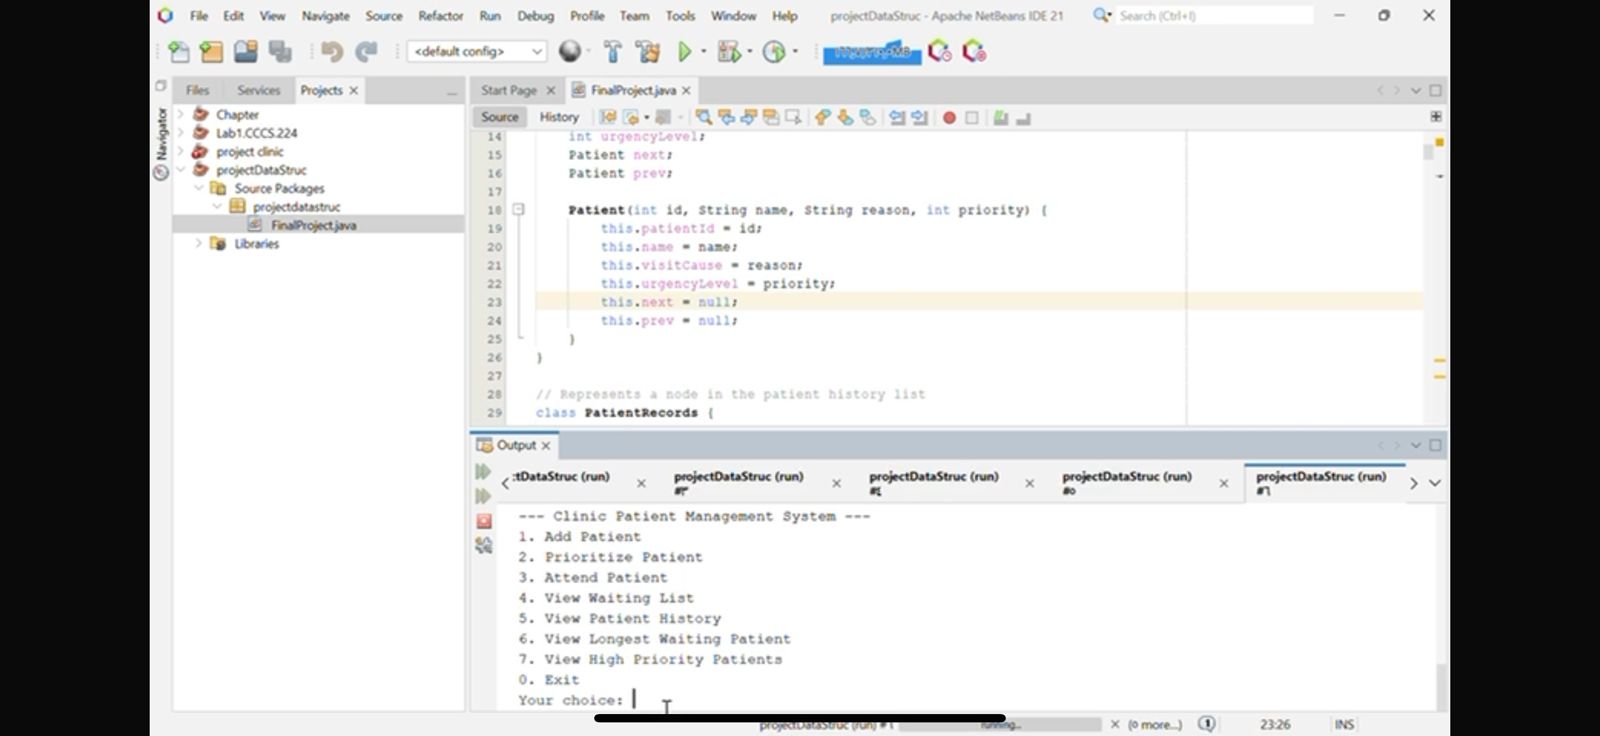 File Edit View Navigate Source Refactor Run Debug Profile Team Tools Window Help projectDataStruc - Apache NetBeans IDE 21 Search (Ctrl+I)
<default config>
Files Services Projects
Navigator
Chapter
Lab1.CCCS.224
project clinic
projectDataStruc
Source Packages
projectdatastruc
FinalProject.java
Libraries
Start Page FinalProject.java
Source History
14 int urgencyLevel;
15 Patient next;
16 Patient prev;
17
18 Patient(int id, String name, String reason, int priority) {
19 this.patientId = id;
20 this.name = name;
21 this.visitCause = reason;
22 this.urgencyLevel = priority;
23 this.next = null;
24 this.prev = null;
25 }
26 }
27
28 // Represents a node in the patient history list
29 class PatientRecords {
Output
:tDataStruc (run) projectDataStruc (run) #٣ projectDataStruc (run) #٤ projectDataStruc (run) #٥ projectDataStruc (run) #٦
--- Clinic Patient Management System ---
1. Add Patient
2. Prioritize Patient
3. Attend Patient
4. View Waiting List
5. View Patient History
6. View Longest Waiting Patient
7. View High Priority Patients
0. Exit
Your choice:
projectDataStruc (run) running... (0 more...) 23:26 INS